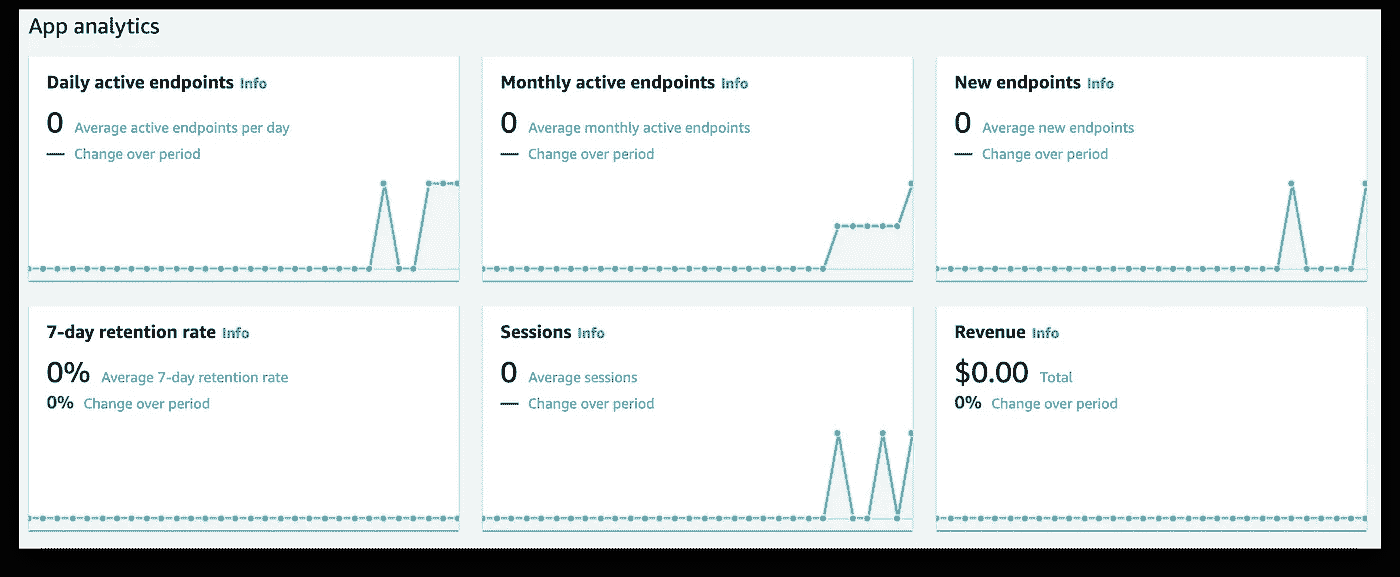 App analytics
Daily active endpoints Info
0 Average active endpoints per day
— Change over period
Monthly active endpoints Info
0 Average monthly active endpoints
— Change over period
New endpoints Info
0 Average new endpoints
— Change over period
7-day retention rate Info
0% Average 7-day retention rate
0% Change over period
Sessions Info
0 Average sessions
— Change over period
Revenue Info
$0.00 Total
0% Change over period